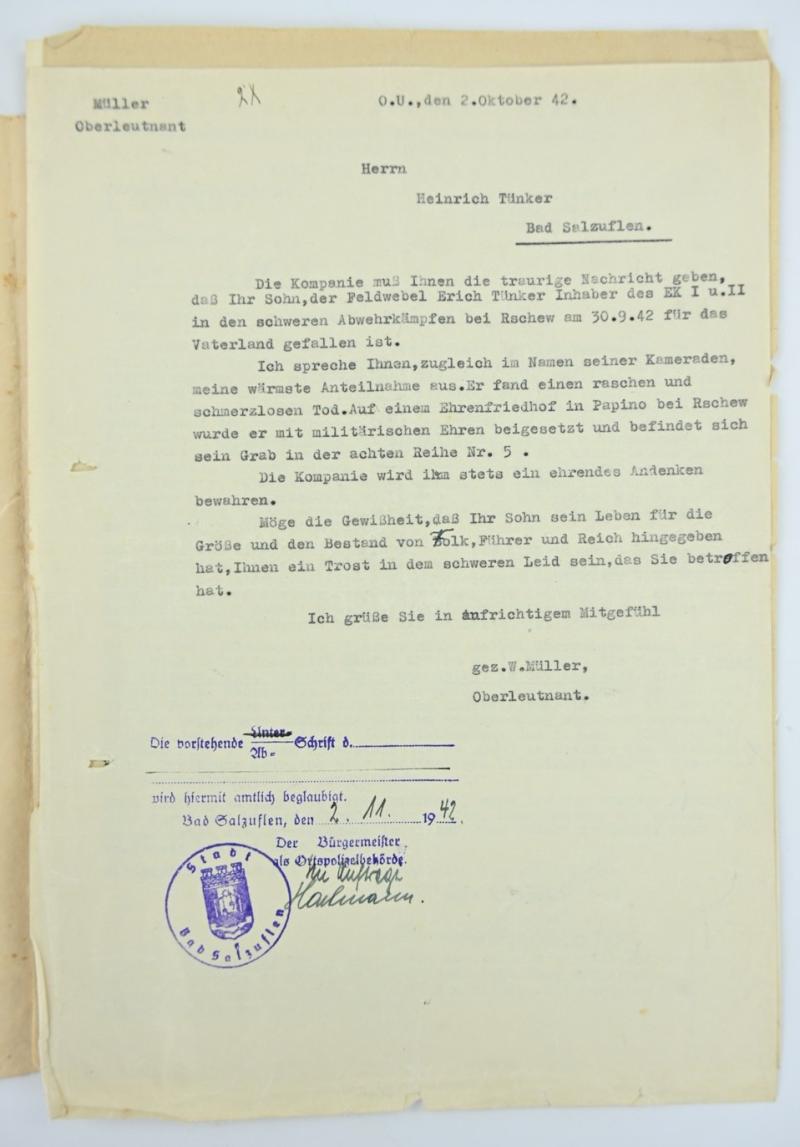 Müller
2x
O.U.,den 2.Oktober 42.
Oberleutnant
Herrn
Heinrich Tünker
Bad Salzuflen.
Die Kompanie muß Ihnen die traurige Nachricht geben,
daß Ihr Sohn,der Feldwebel Erich Tünker Inhaber des EK I u.II
in den schweren Abwehrkämpfen bei Rschew am 30.9.42 für das
Vaterland gefallen ist.
Ich spreche Ihnen,zugleich im Namen seiner Kameraden,
meine wärmste Anteilnahme aus.Er fand einen raschen und
schmerzlosen Tod.Auf einem Ehrenfriedhof in Papino bei Rschew
wurde er mit militärischen Ehren beigesetzt und befindet sich
sein Grab in der achten Reihe Nr. 5 .
Die Kompanie wird ihm stets ein ehrendes Andenken
bewahren.
Möge die Gewißheit,daß Ihr Sohn sein Leben für die
Größe und den Bestand von Volk,Führer und Reich hingegeben
hat,Ihnen ein Trost in dem schweren Leid sein,das Sie betroffen
hat.
Ich grüße Sie in aufrichtigem Mitgefühl
gez.W.Müller,
Oberleutnant.
Die vorstehende Unter- Schrift d.
Ab-
wird hiermit amtlich beglaubigt.
Bad Salzuflen, den 2. 11. 1942.
Der Bürgermeister
als Ortspolizeibehörde.
Im Auftrage
Stadt
Bad Salzuflen